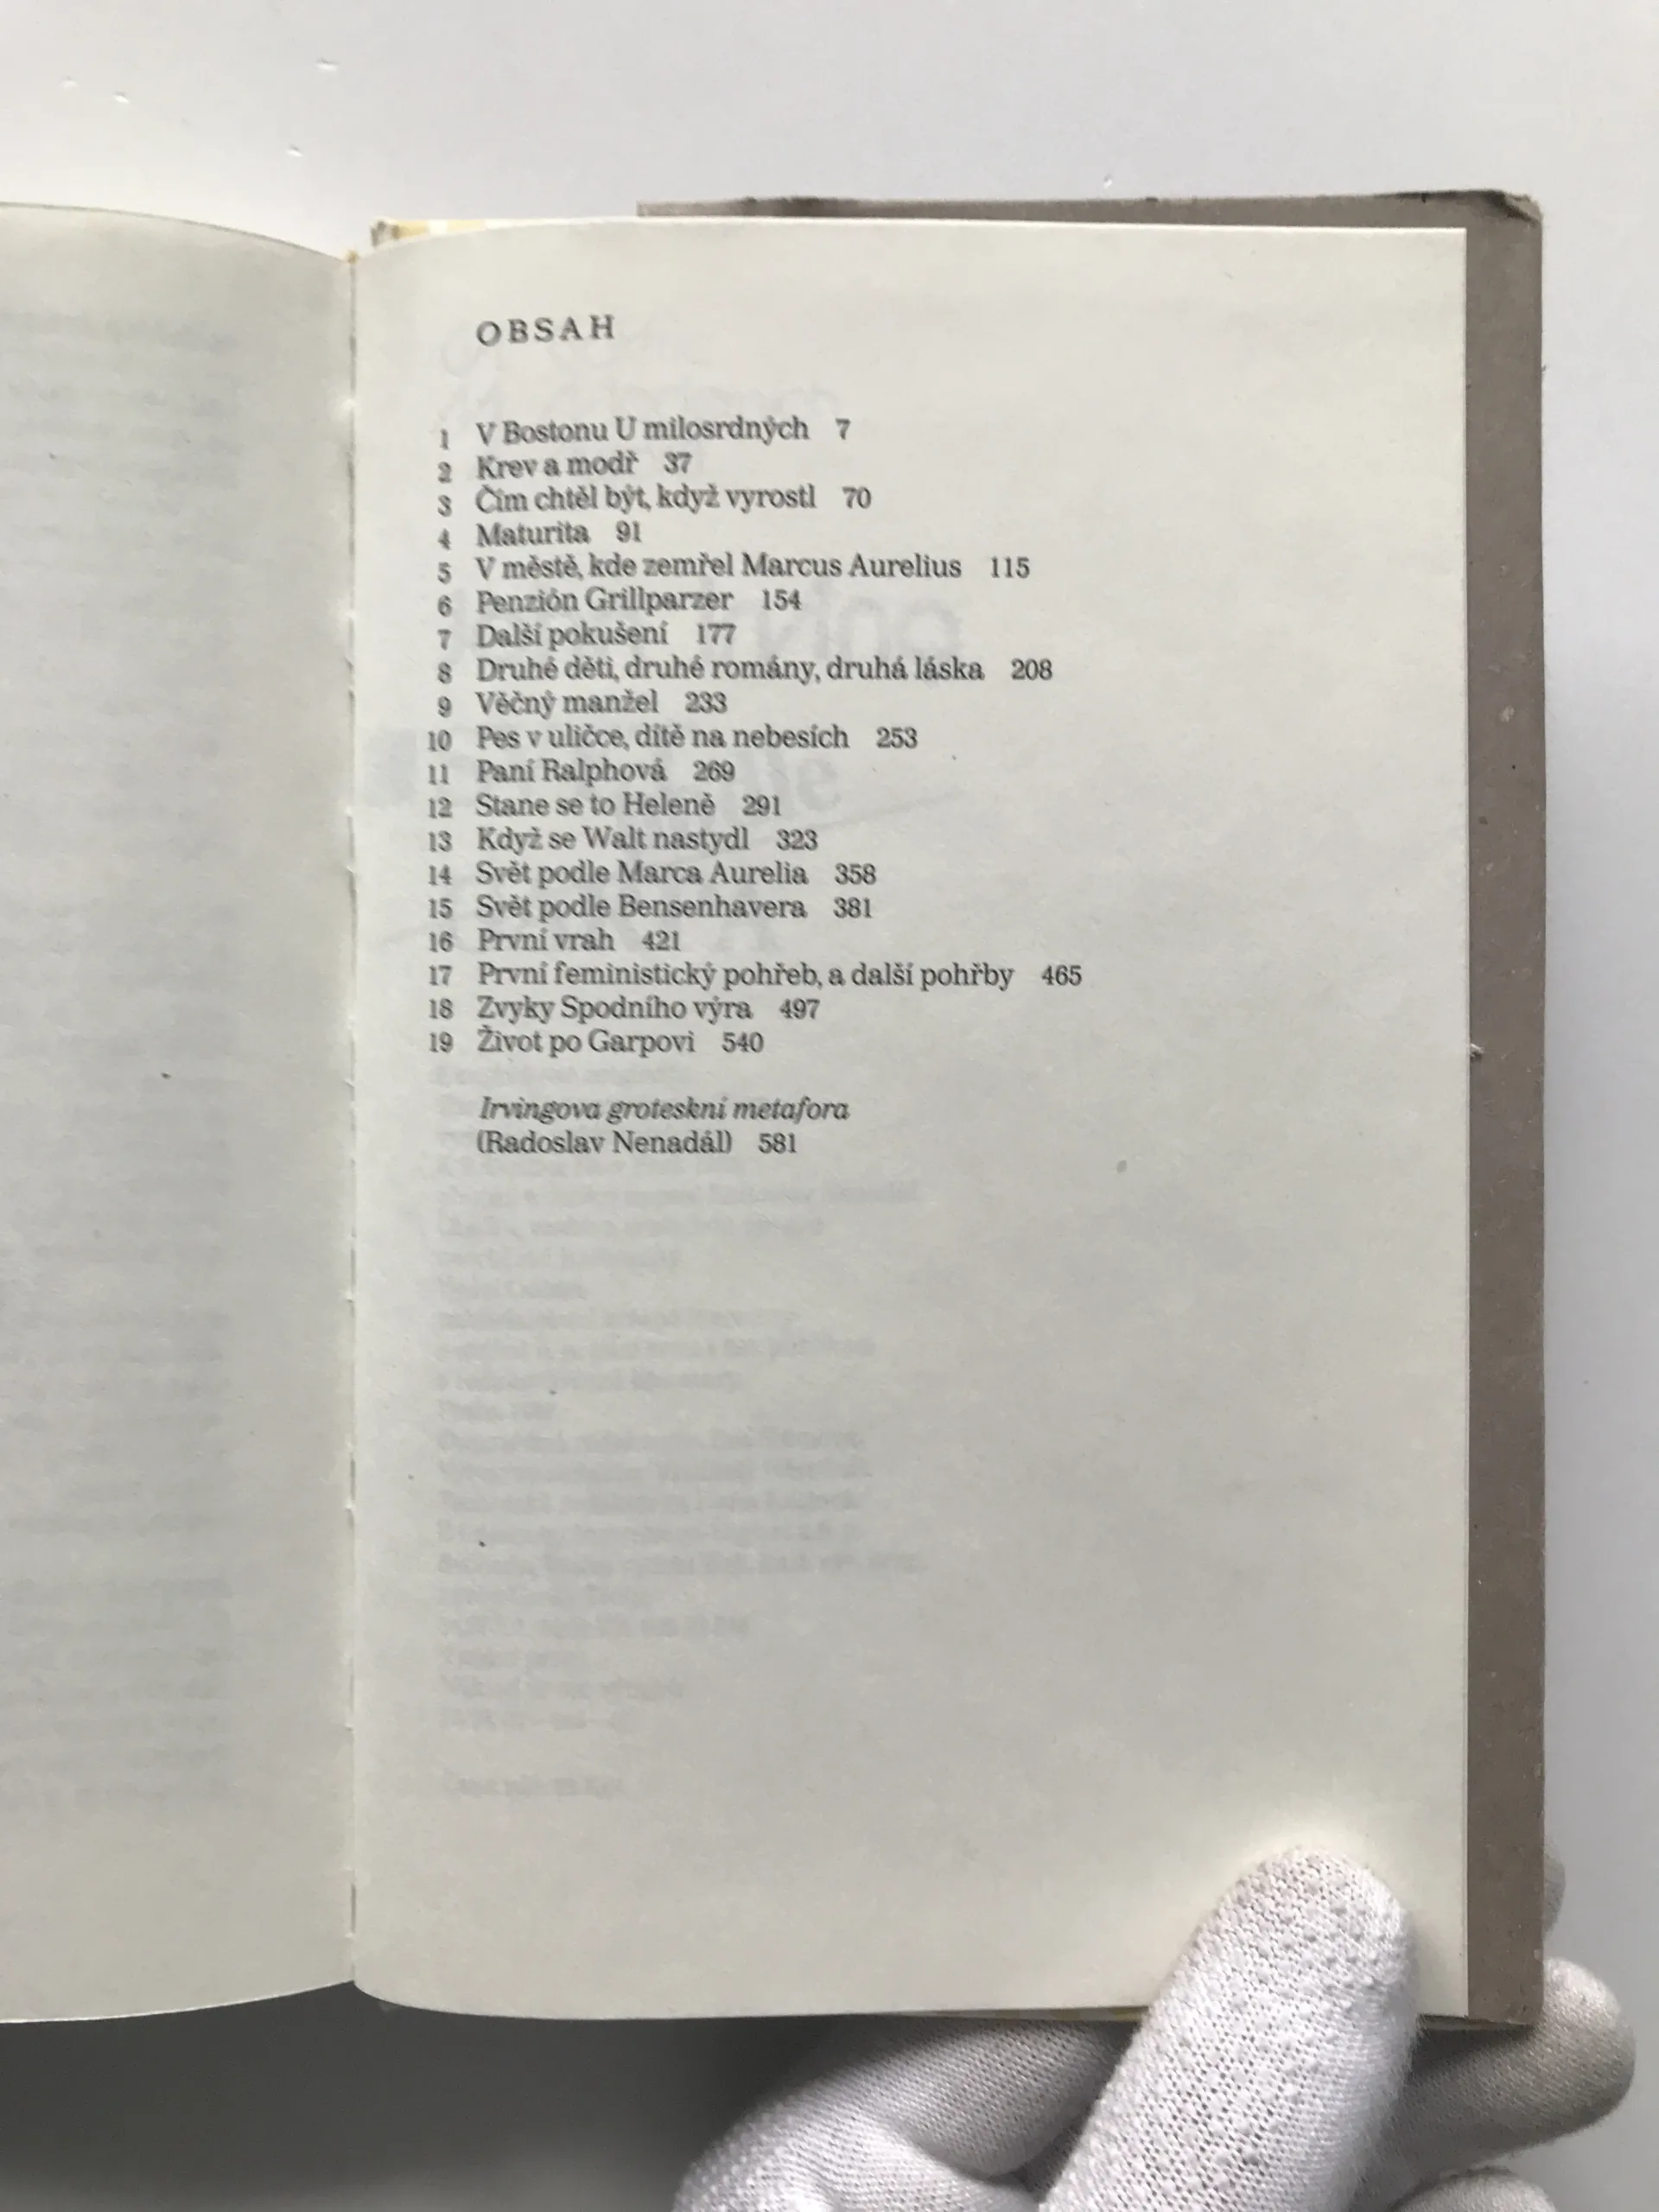 OBSAH
1 V Bostonu U milosrdných 7
2 Krev a modř 37
3 Čím chtěl být, když vyrostl 70
4 Maturita 91
5 V městě, kde zemřel Marcus Aurelius 115
6 Penzión Grillparzer 154
7 Další pokušení 177
8 Druhé děti, druhé romány, druhá láska 208
9 Věčný manžel 233
10 Pes v uličce, dítě na nebesích 253
11 Paní Ralphová 269
12 Stane se to Heleně 291
13 Když se Walt nastydl 323
14 Svět podle Marca Aurelia 358
15 Svět podle Bensenhavera 381
16 První vrah 421
17 První feministický pohřeb, a další pohřby 465
18 Zvyky Spodního výra 497
19 Život po Garpovi 540
Irvingova groteskní metafora
(Radoslav Nenadál) 581